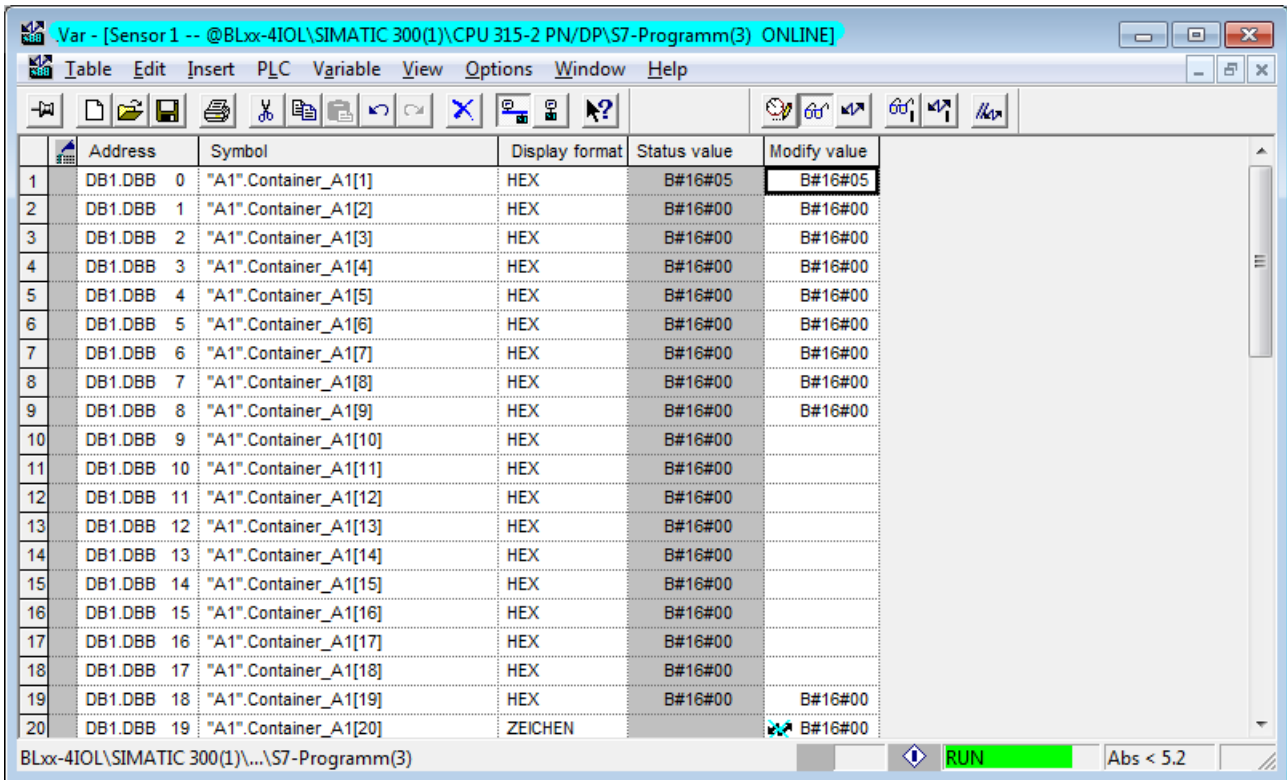 Var - [Sensor 1 -- @BLxx-4IOL\SIMATIC 300(1)\CPU 315-2 PN/DP\S7-Programm(3) ONLINE]
Table Edit Insert PLC Variable View Options Window Help
Address Symbol Display format Status value Modify value
1 DB1.DBB 0 "A1".Container_A1[1] HEX B#16#05 B#16#05
2 DB1.DBB 1 "A1".Container_A1[2] HEX B#16#00 B#16#00
3 DB1.DBB 2 "A1".Container_A1[3] HEX B#16#00 B#16#00
4 DB1.DBB 3 "A1".Container_A1[4] HEX B#16#00 B#16#00
5 DB1.DBB 4 "A1".Container_A1[5] HEX B#16#00 B#16#00
6 DB1.DBB 5 "A1".Container_A1[6] HEX B#16#00 B#16#00
7 DB1.DBB 6 "A1".Container_A1[7] HEX B#16#00 B#16#00
8 DB1.DBB 7 "A1".Container_A1[8] HEX B#16#00 B#16#00
9 DB1.DBB 8 "A1".Container_A1[9] HEX B#16#00 B#16#00
10 DB1.DBB 9 "A1".Container_A1[10] HEX B#16#00
11 DB1.DBB 10 "A1".Container_A1[11] HEX B#16#00
12 DB1.DBB 11 "A1".Container_A1[12] HEX B#16#00
13 DB1.DBB 12 "A1".Container_A1[13] HEX B#16#00
14 DB1.DBB 13 "A1".Container_A1[14] HEX B#16#00
15 DB1.DBB 14 "A1".Container_A1[15] HEX B#16#00
16 DB1.DBB 15 "A1".Container_A1[16] HEX B#16#00
17 DB1.DBB 16 "A1".Container_A1[17] HEX B#16#00
18 DB1.DBB 17 "A1".Container_A1[18] HEX B#16#00
19 DB1.DBB 18 "A1".Container_A1[19] HEX B#16#00 B#16#00
20 DB1.DBB 19 "A1".Container_A1[20] ZEICHEN B#16#00
BLxx-4IOL\SIMATIC 300(1)\...\S7-Programm(3) RUN Abs < 5.2